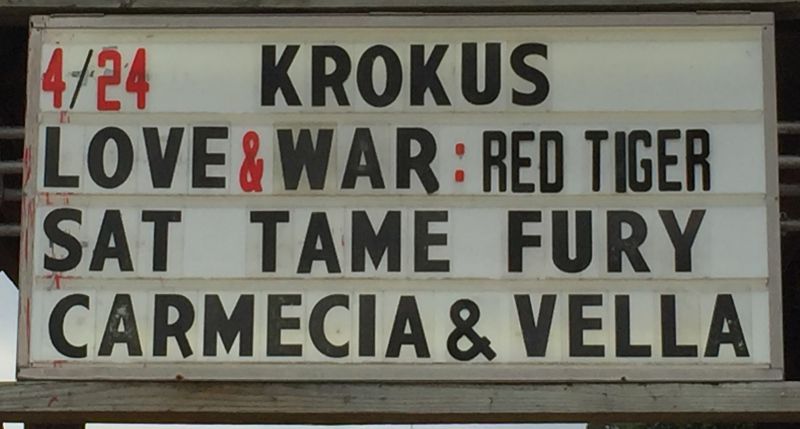 4/24 KROKUS
LOVE & WAR: RED TIGER
SAT TAME FURY
CARMECIA & VELLA